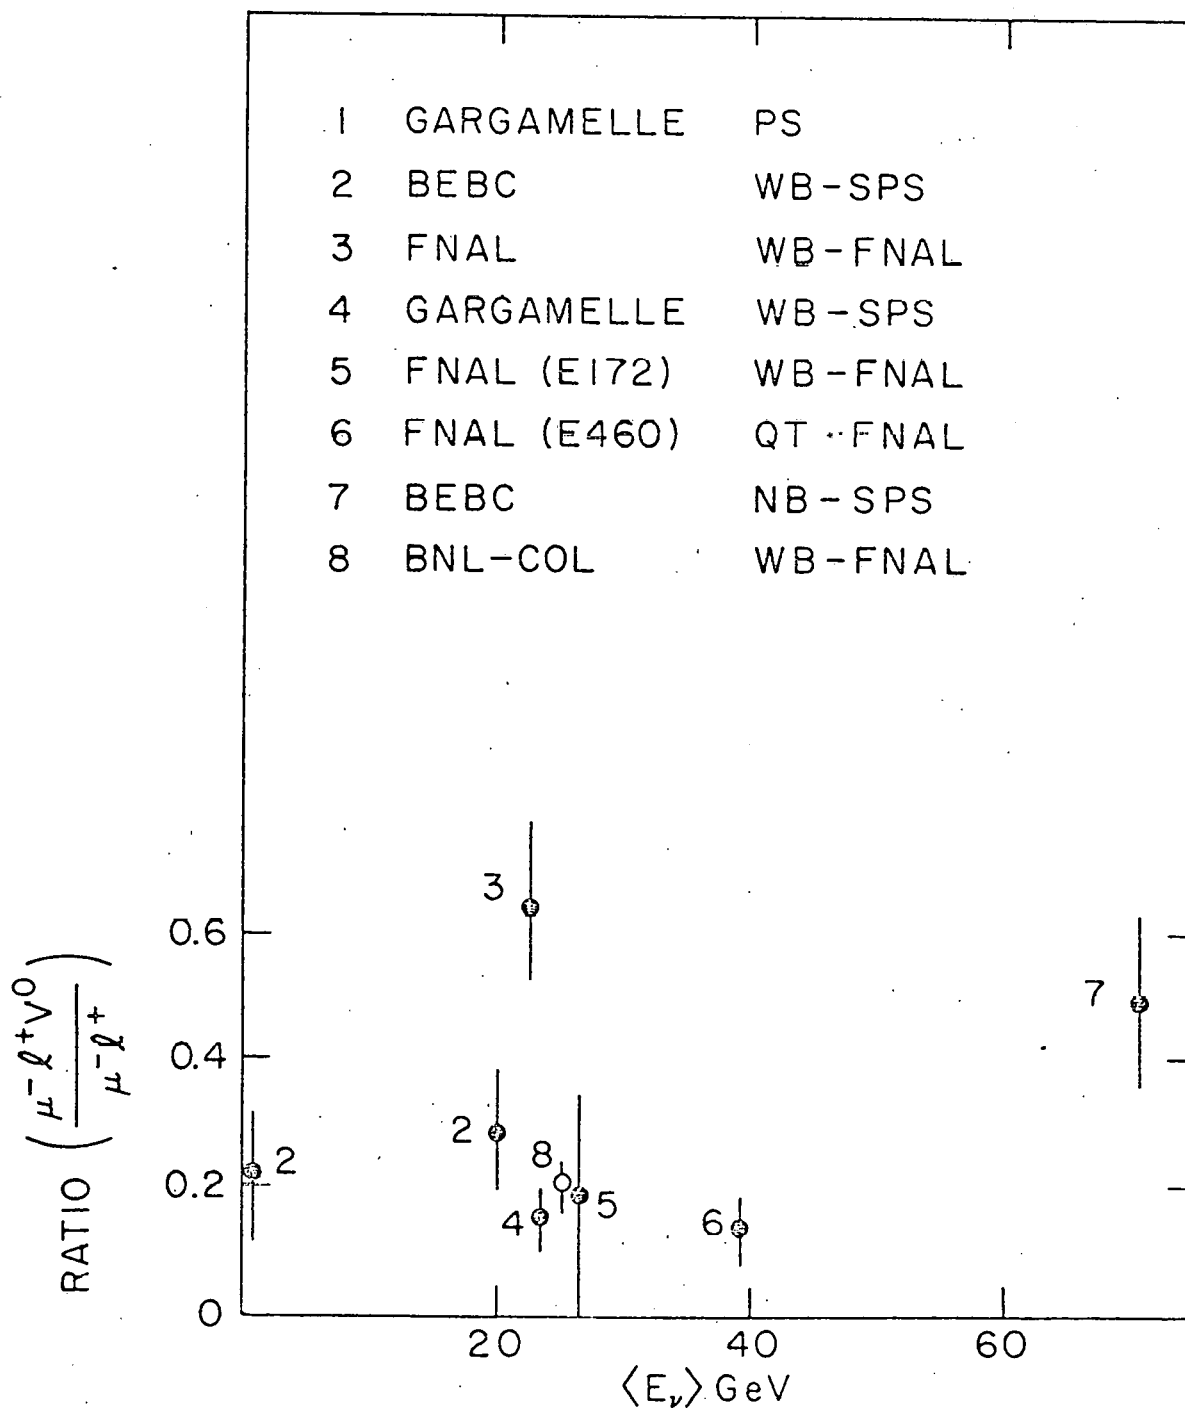 1 GARGAMELLE PS
2 BEBC WB-SPS
3 FNAL WB-FNAL
4 GARGAMELLE WB-SPS
5 FNAL (E172) WB-FNAL
6 FNAL (E460) QT-FNAL
7 BEBC NB-SPS
8 BNL-COL WB-FNAL
3
0.6
7
0.4
2
8
2
0.2
4
5
6
0
20 40 60
⟨Eν⟩ GeV
RATIO (μ⁻ℓ⁺V⁰ / μ⁻ℓ⁺)